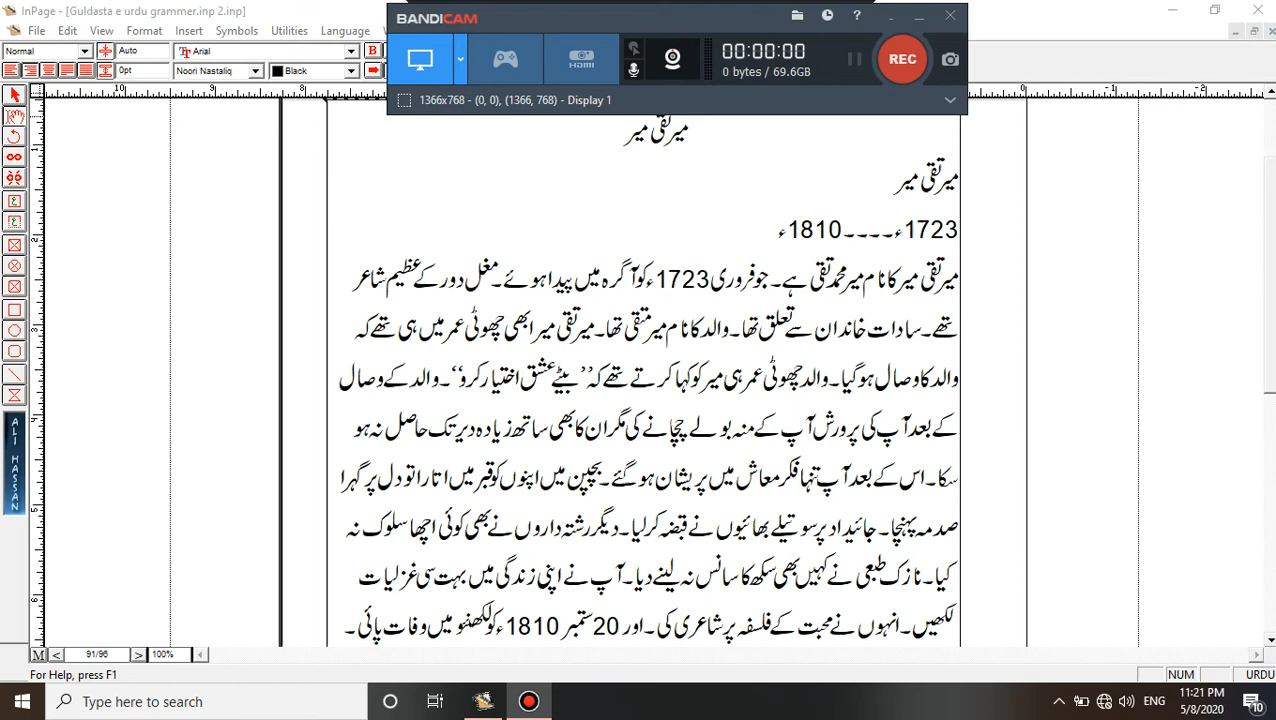 InPage - [Guldasta e urdu grammer.inp 2.inp]
File Edit View Format Insert Symbols Utilities Language
BANDICAM
00:00:00
0 bytes / 69.6GB
REC
HDMI
1366x768 - (0, 0), (1366, 768) - Display 1
Normal Auto Arial B
0pt Noori Nastaliq Black
10 9 8 0 -1 -2
میر تقی میر
میر تقی میر
1723ء۔۔۔۔1810ء
میر تقی میر کا نام میر محمد تقی ہے۔ جو فروری 1723ء کو آگرہ میں پیدا ہوئے۔ مغل دور کے عظیم شاعر
تھے۔ سادات خاندان سے تعلق تھا۔ والد کا نام میر متقی تھا۔ میر تقی میر ابھی چھوٹی عمر میں ہی تھے کہ
والد کا وصال ہو گیا۔ والد چھوٹی عمر ہی میر کو کہا کرتے تھے کہ ’’بیٹے عشق اختیار کرو‘‘۔ والد کے وصال
کے بعد آپ کی پرورش آپ کے منہ بولے چچا نے کی مگر ان کا بھی ساتھ زیادہ دیر تک حاصل نہ ہو
سکا۔ اس کے بعد آپ تنہا فکر معاش میں پریشان ہو گئے۔ بچپن میں اپنوں کو قبر میں اتارا تو دل پر گہرا
صدمہ پہنچا۔ جائیداد پر سوتیلے بھائیوں نے قبضہ کر لیا۔ دیگر رشتہ داروں نے بھی کوئی اچھا سلوک نہ
کیا۔ نازک طبعی نے کہیں بھی سکھ کا سانس نہ لینے دیا۔ آپ نے اپنی زندگی میں بہت سی غزلیات
لکھیں۔ انہوں نے محبت کے فلسفہ پر شاعری کی۔ اور 20 ستمبر 1810ء کو لکھنؤ میں وفات پائی۔
ALI HASSAN
M < 91/96 > 100%
For Help, press F1
NUM URDU
Type here to search
ENG
11:21 PM
5/8/2020
10